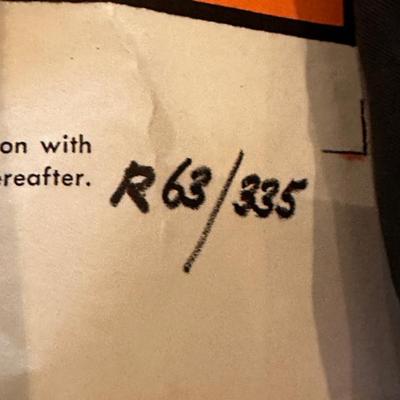 on with
ereafter.
R63/335